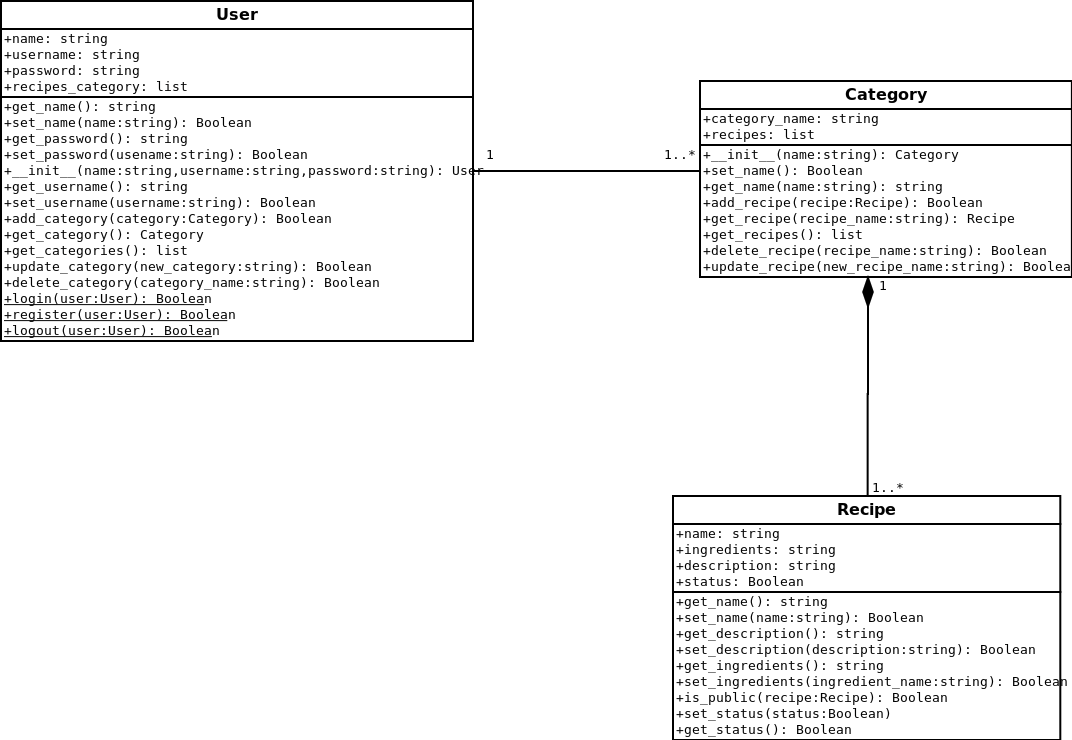 User
+name: string
+username: string
+password: string
+recipes_category: list
+get_name(): string
+set_name(name:string): Boolean
+get_password(): string
+set_password(usename:string): Boolean
+__init__(name:string,username:string,password:string): User
+get_username(): string
+set_username(username:string): Boolean
+add_category(category:Category): Boolean
+get_category(): Category
+get_categories(): list
+update_category(new_category:string): Boolean
+delete_category(category_name:string): Boolean
+login(user:User): Boolean
+register(user:User): Boolean
+logout(user:User): Boolean
1
1..*
Category
+category_name: string
+recipes: list
+__init__(name:string): Category
+set_name(): Boolean
+get_name(name:string): string
+add_recipe(recipe:Recipe): Boolean
+get_recipe(recipe_name:string): Recipe
+get_recipes(): list
+delete_recipe(recipe_name:string): Boolean
+update_recipe(new_recipe_name:string): Boolea
1
1..*
Recipe
+name: string
+ingredients: string
+description: string
+status: Boolean
+get_name(): string
+set_name(name:string): Boolean
+get_description(): string
+set_description(description:string): Boolean
+get_ingredients(): string
+set_ingredients(ingredient_name:string): Boolean
+is_public(recipe:Recipe): Boolean
+set_status(status:Boolean)
+get_status(): Boolean